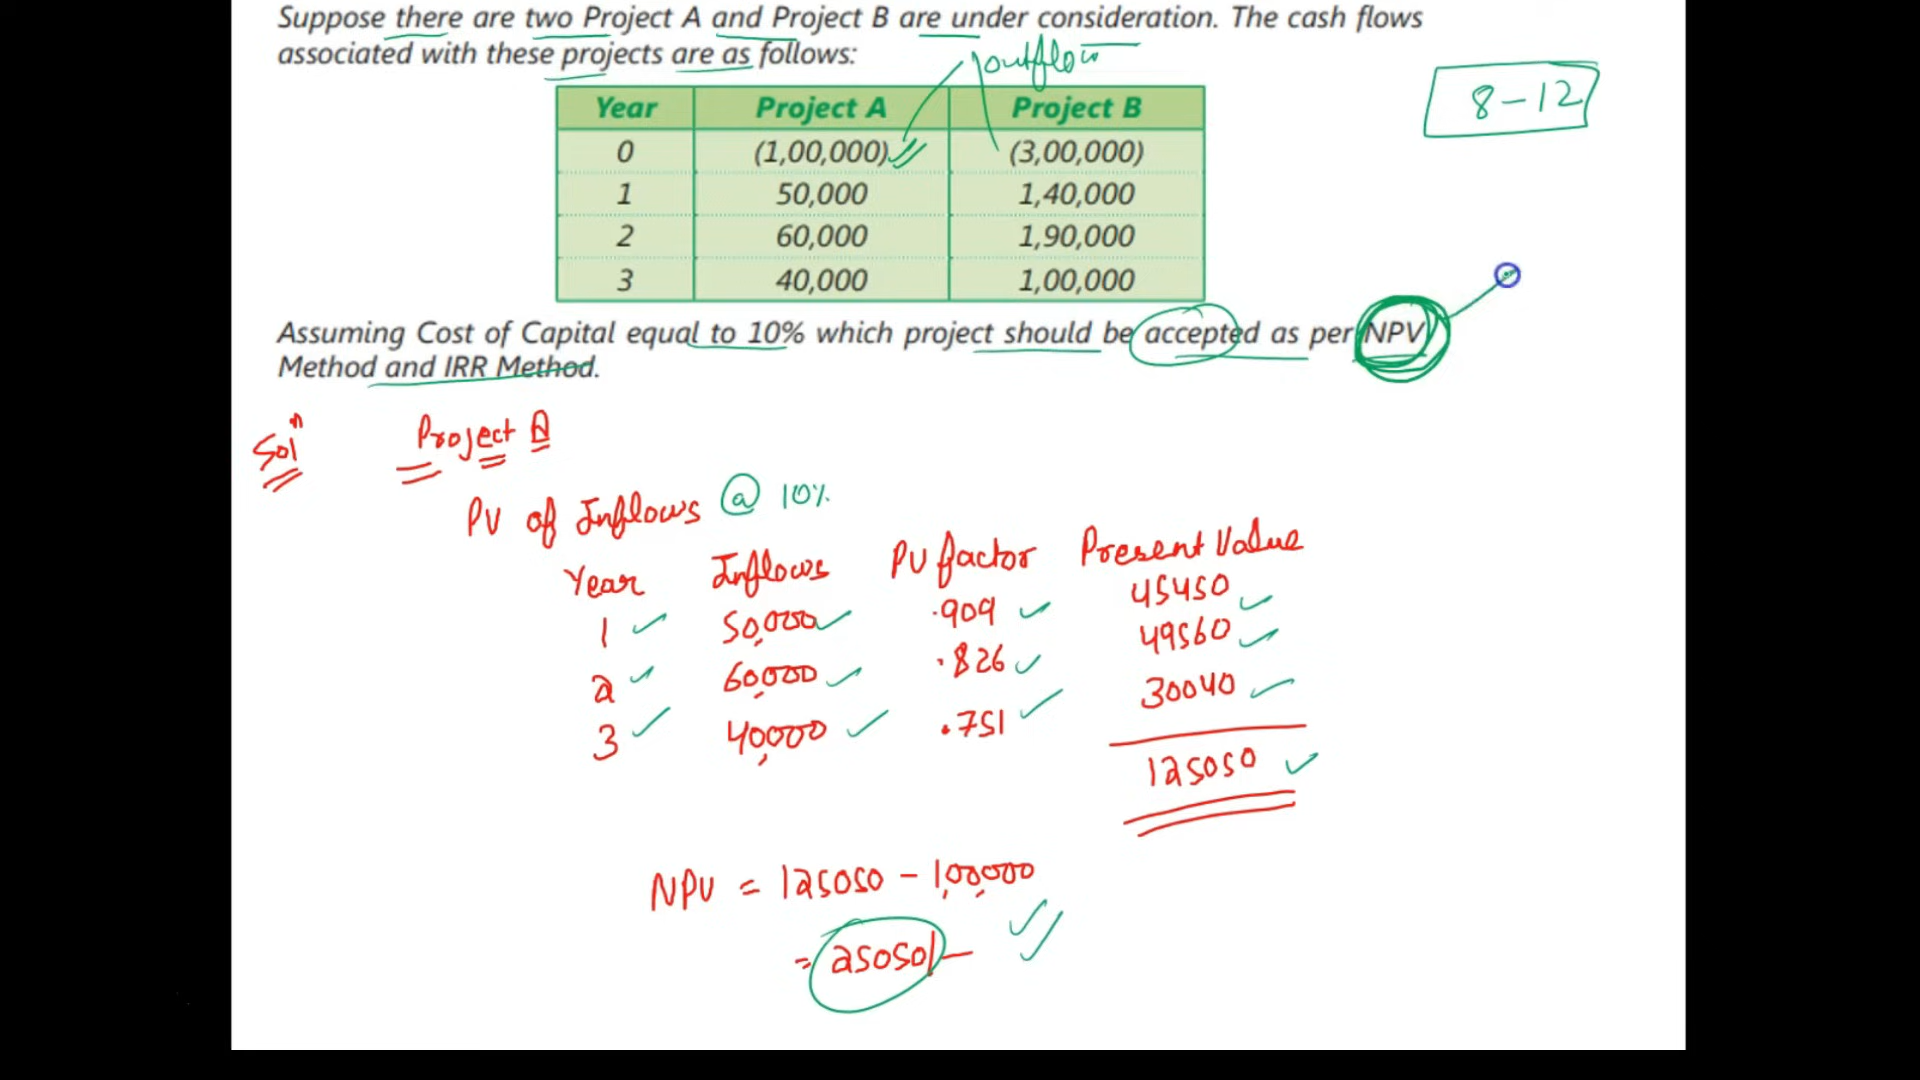 Suppose there are two Project A and Project B are under consideration. The cash flows
associated with these projects are as follows:
outflow
8-12
Year Project A Project B
0 (1,00,000) (3,00,000)
1 50,000 1,40,000
2 60,000 1,90,000
3 40,000 1,00,000
Assuming Cost of Capital equal to 10% which project should be accepted as per NPV
Method and IRR Method.
Solⁿ Project A
PV of Inflows @ 10%
Year Inflows PV factor Present Value
1 50,000 .909 45450
2 60,000 .826 49560
3 40,000 .751 30040
125050
NPV = 125050 - 1,00,000
= 25050/-